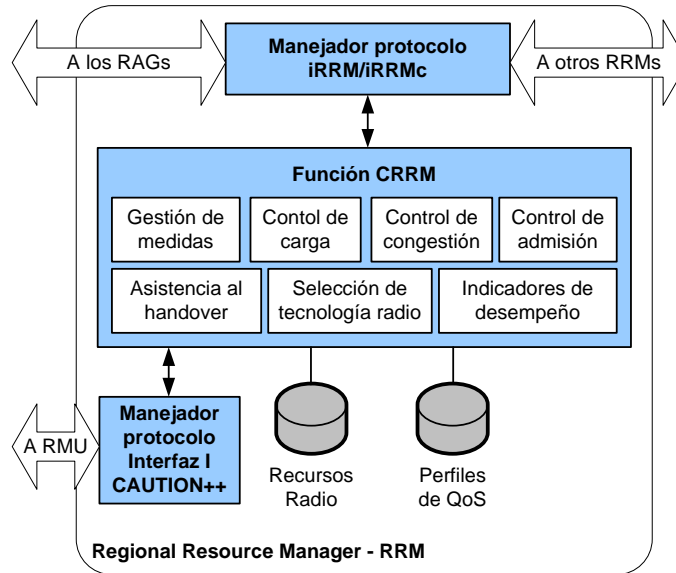 Manejador protocolo
iRRM/iRRMc
A los RAGs
A otros RRMs
Función CRRM
Gestión de
medidas
Contol de
carga
Control de
congestión
Control de
admisión
Asistencia al
handover
Selección de
tecnología radio
Indicadores de
desempeño
A RMU
Manejador
protocolo
Interfaz I
CAUTION++
Recursos
Radio
Perfiles
de QoS
Regional Resource Manager - RRM